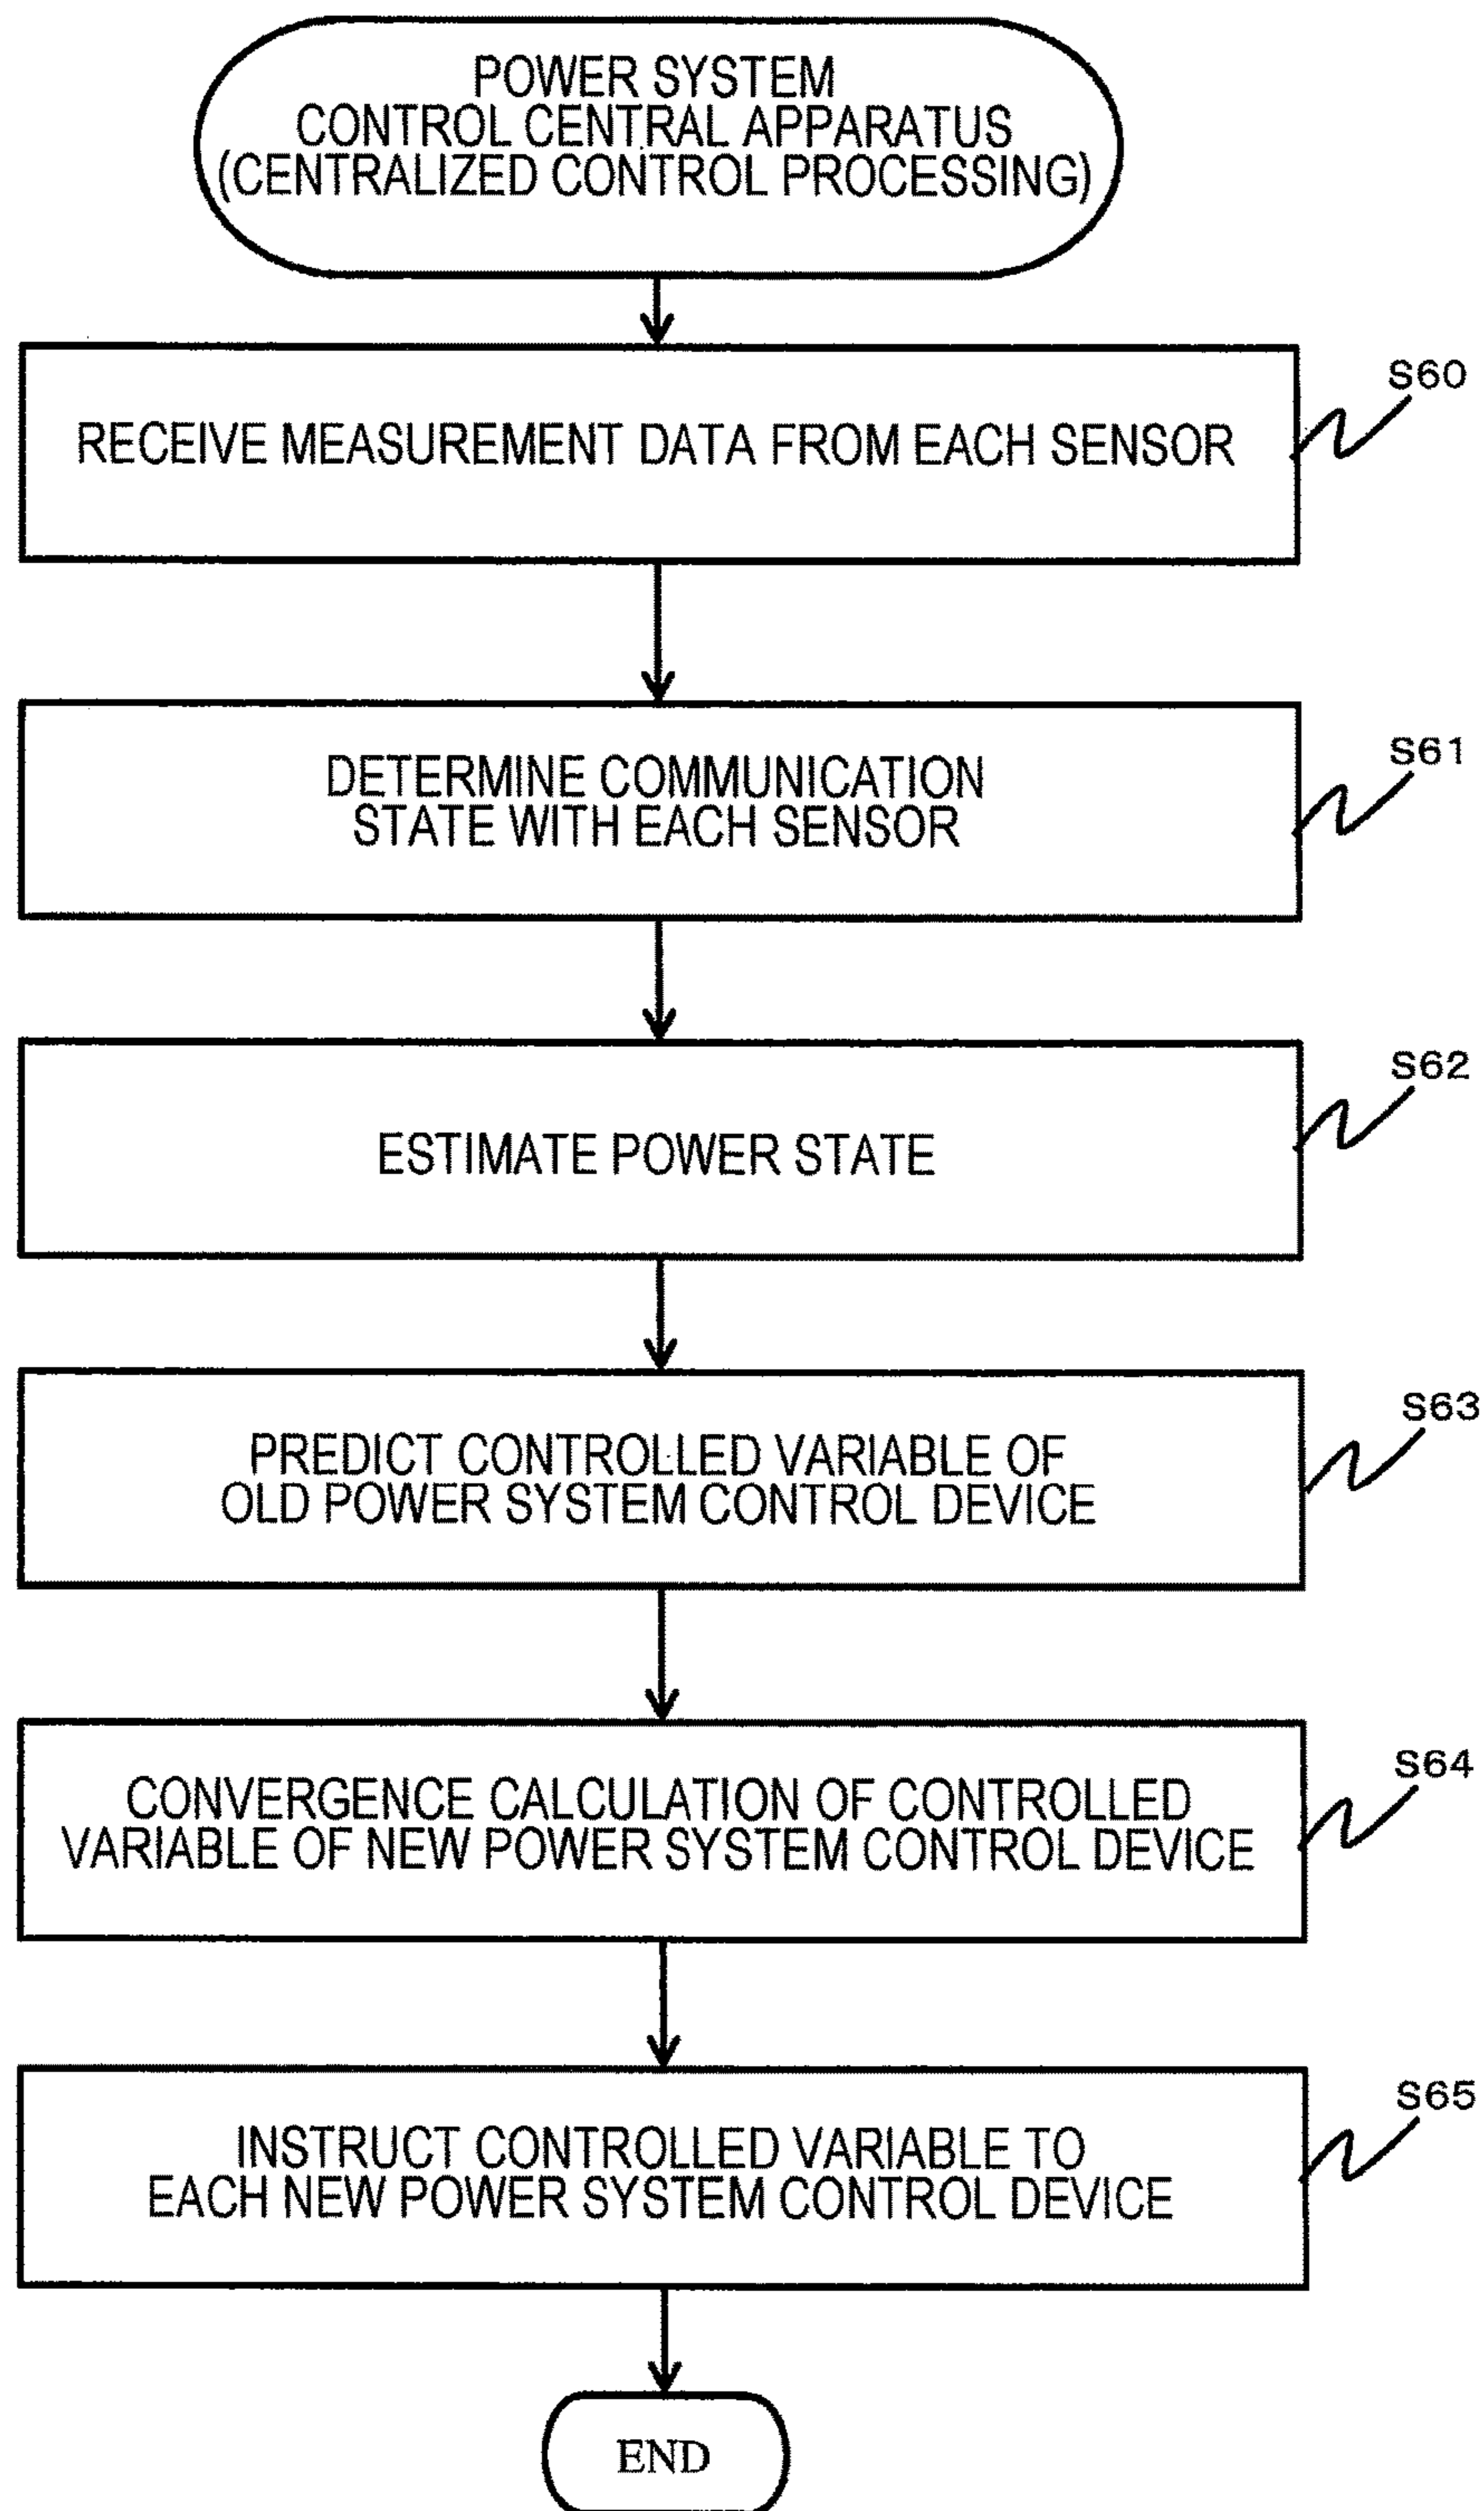 POWER SYSTEM
CONTROL CENTRAL APPARATUS
(CENTRALIZED CONTROL PROCESSING)
S60
RECEIVE MEASUREMENT DATA FROM EACH SENSOR
S61
DETERMINE COMMUNICATION
STATE WITH EACH SENSOR
S62
ESTIMATE POWER STATE
S63
PREDICT CONTROLLED VARIABLE OF
OLD POWER SYSTEM CONTROL DEVICE
S64
CONVERGENCE CALCULATION OF CONTROLLED
VARIABLE OF NEW POWER SYSTEM CONTROL DEVICE
S65
INSTRUCT CONTROLLED VARIABLE TO
EACH NEW POWER SYSTEM CONTROL DEVICE
END